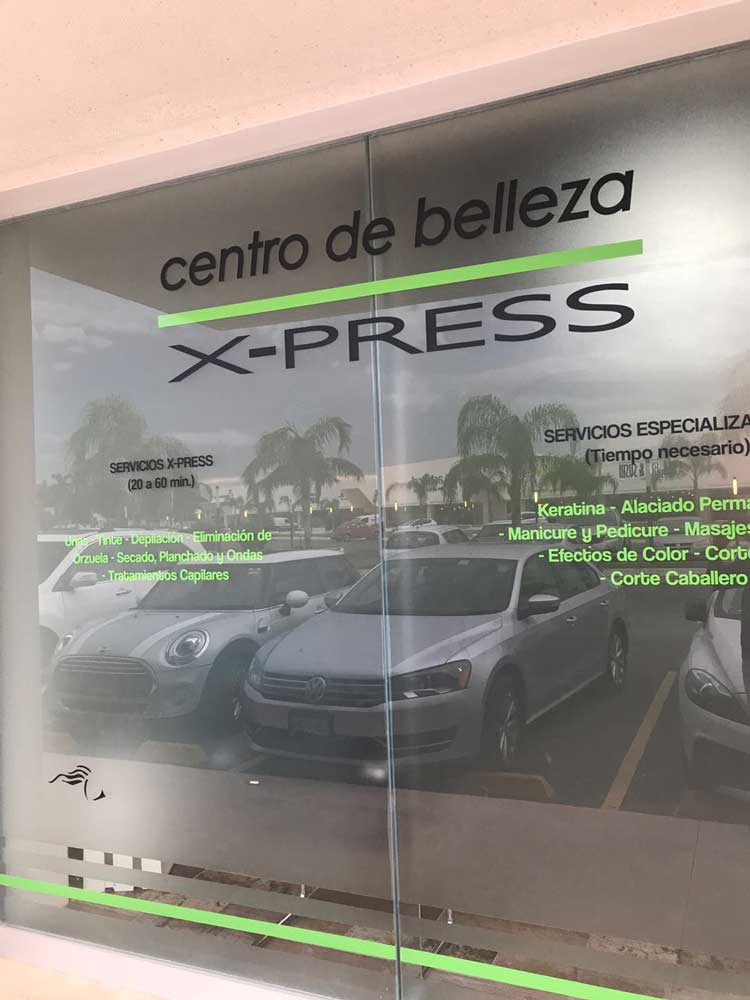 centro de belleza
X-PRESS
SERVICIOS X-PRESS
(20 a 60 min.)
Uñas - Tinte - Depilación - Eliminación de
Orzuela - Secado, Planchado y Ondas
- Tratamientos Capilares
SERVICIOS ESPECIALIZA
(Tiempo necesario)
Keratina - Alaciado Perma
- Manicure y Pedicure - Masajes
- Efectos de Color - Cort
- Corte Caballero